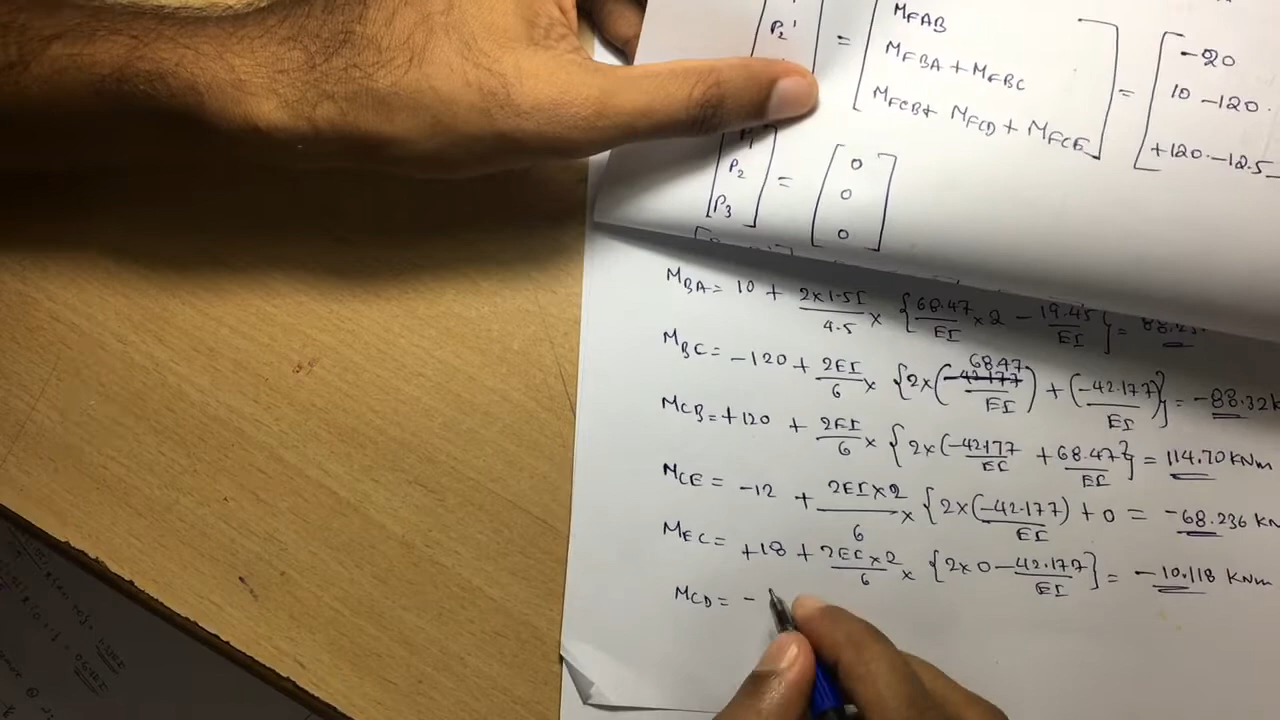 P2' = [ MFAB ] = [ -20
MFBA + MFBC 10 -120.
MFCB+ MFCD + MFCE +120.-12.5
[ P1 P2 P3 ] = [ 0 0 0 ]
MBA = 10 + 2x1.5I/4.5 x {68.47/EI x 2 - 19.45/EI} =
MBC = -120 + 2EI/6 x {2x(68.47/EI) + (-42.177/EI)} = -88.32k
MCB = +120 + 2EI/6 x {2x(-42.177/EI + 68.47/EI} = 114.70 KNm
MCE = -12 + 2EIx2/6 x {2x(-42.177)/EI + 0 = -68.236 KN
MEC = +18 + 2EIx2/6 x {2x0 - 42.177/EI} = -10.118 KNm
MCD = -